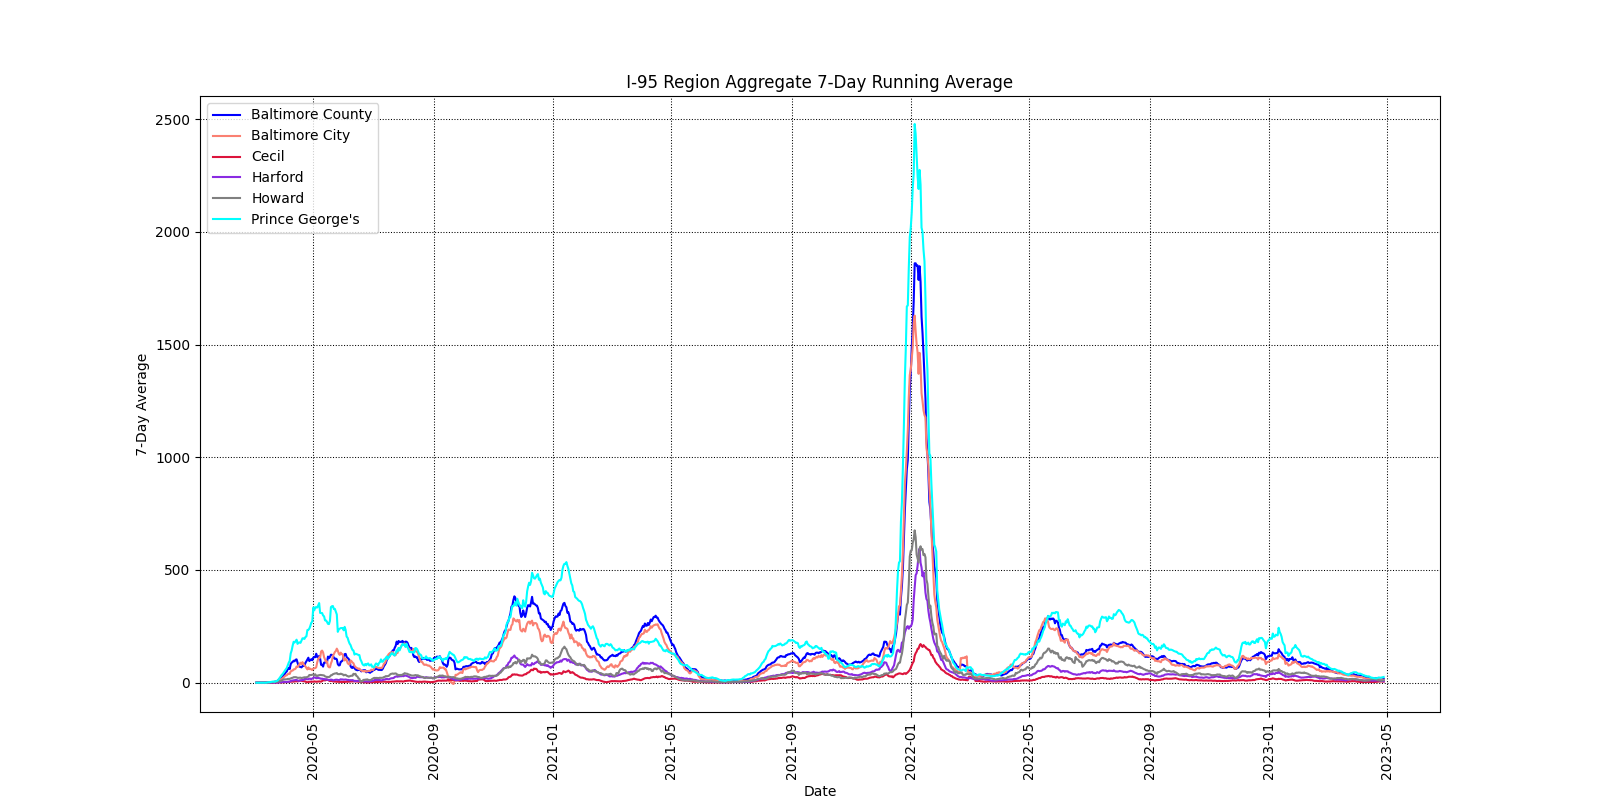 I-95 Region Aggregate 7-Day Running Average
Baltimore County
Baltimore City
Cecil
Harford
Howard
Prince George's
7-Day Average
2500
2000
1500
1000
500
0
2020-05
2020-09
2021-01
2021-05
2021-09
2022-01
2022-05
2022-09
2023-01
2023-05
Date